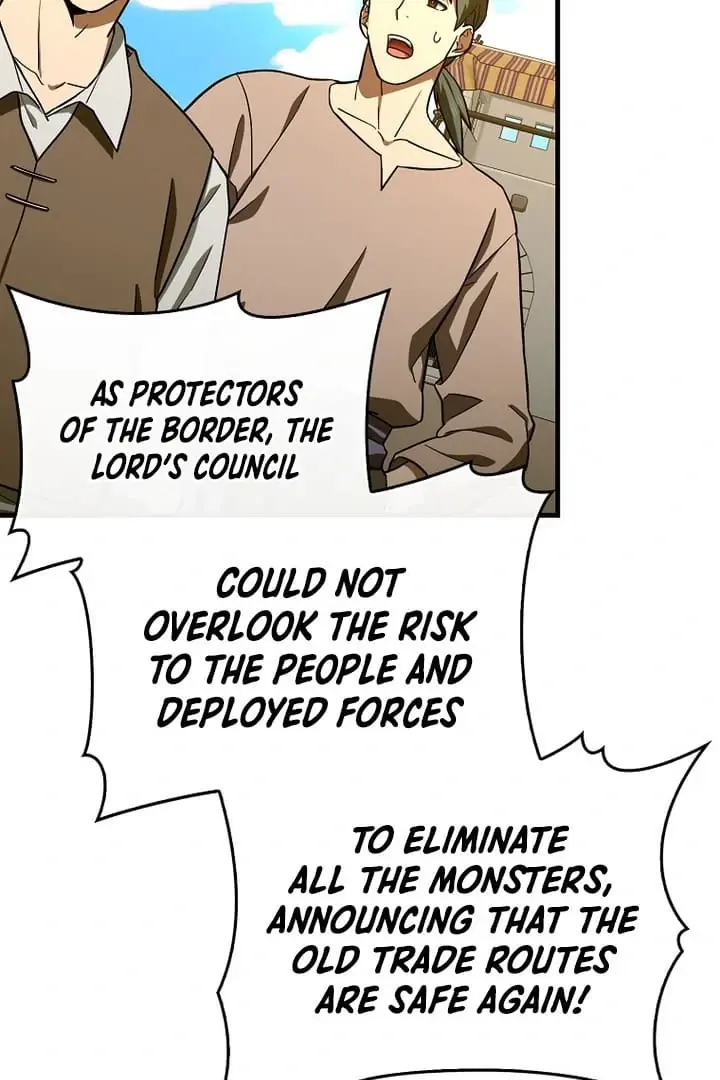 AS PROTECTORS
OF THE BORDER, THE
LORD'S COUNCIL
COULD NOT
OVERLOOK THE RISK
TO THE PEOPLE AND
DEPLOYED FORCES
TO ELIMINATE
ALL THE MONSTERS,
ANNOUNCING THAT THE
OLD TRADE ROUTES
ARE SAFE AGAIN!